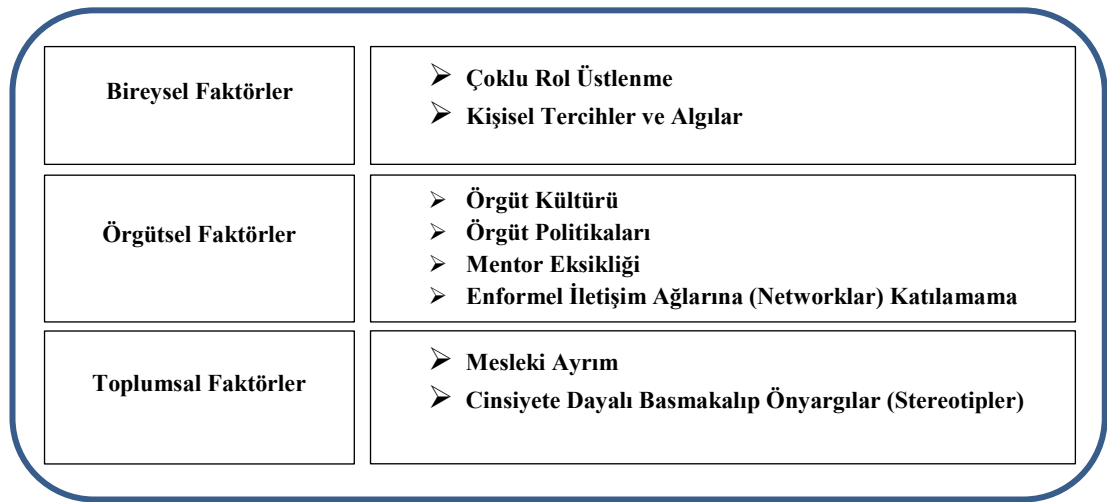 Bireysel Faktörler
➢ Çoklu Rol Üstlenme
➢ Kişisel Tercihler ve Algılar
Örgütsel Faktörler
➢ Örgüt Kültürü
➢ Örgüt Politikaları
➢ Mentor Eksikliği
➢ Enformel İletişim Ağlarına (Networklar) Katılamama
Toplumsal Faktörler
➢ Mesleki Ayrım
➢ Cinsiyete Dayalı Basmakalıp Önyargılar (Stereotipler)